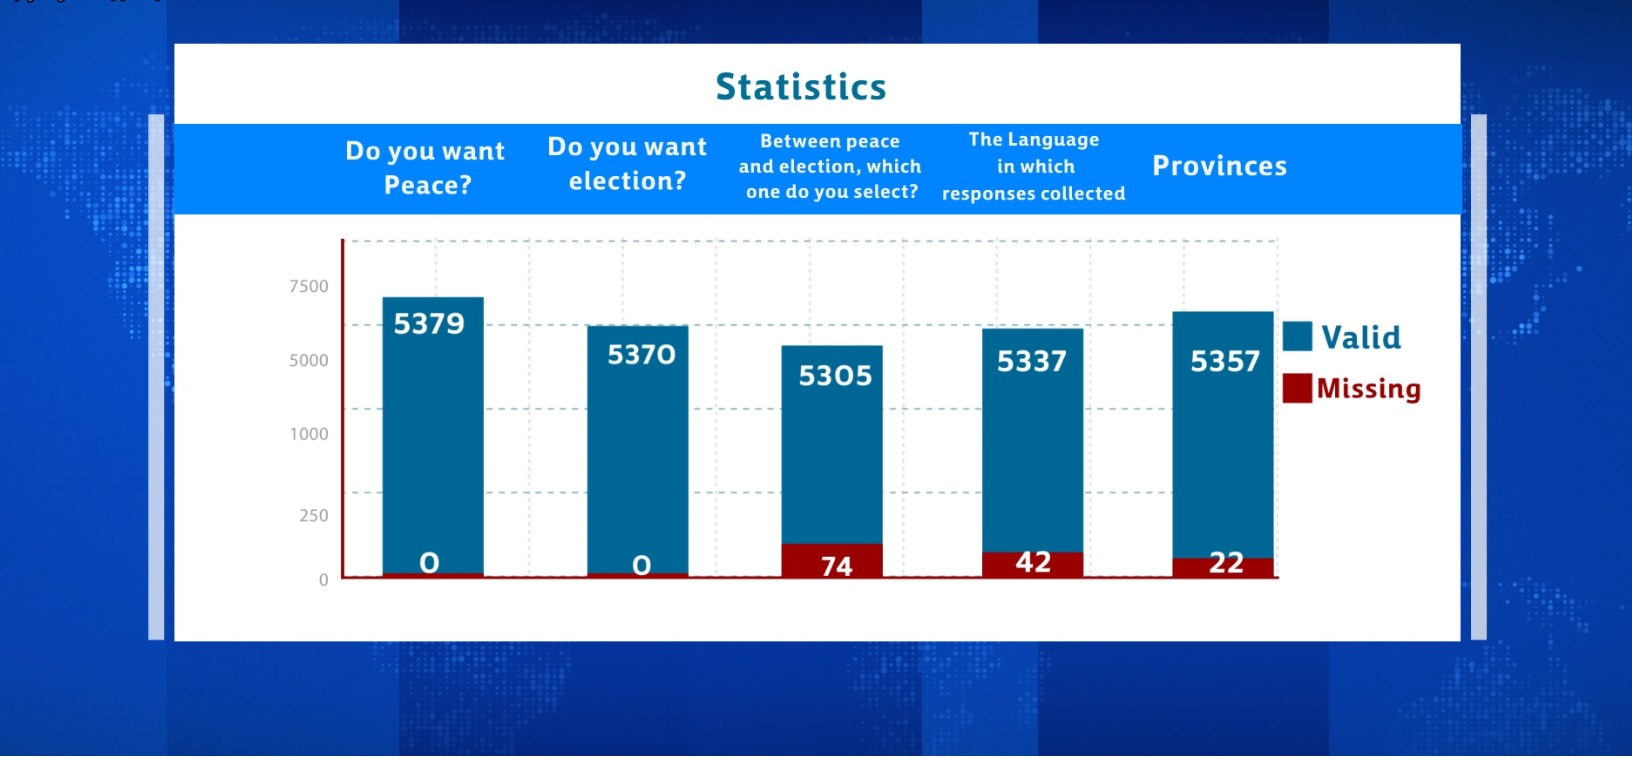 Statistics
Do you want
Peace?
Do you want
election?
Between peace
and election, which
one do you select?
The Language
in which
responses collected
Provinces
7500
5000
1000
250
0
5379
5370
5305
5337
5357
0
0
74
42
22
Valid
Missing